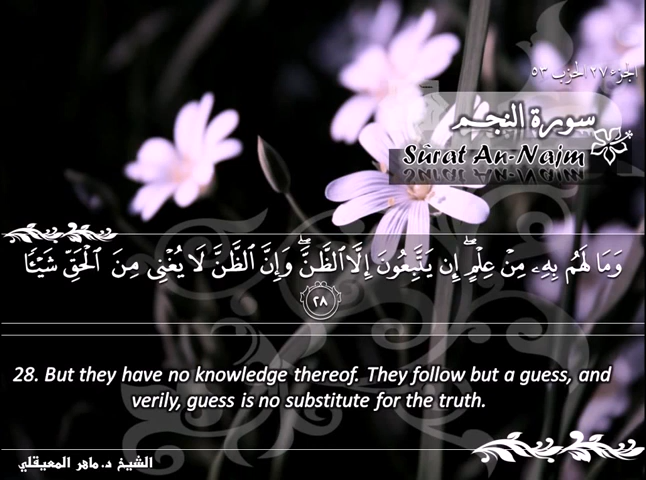 الجزء ٢٧ الحزب ٥٣
سورة النجم
Sûrat An-Najm
وَمَا لَهُم بِهِۦ مِنْ عِلْمٍ ۖ إِن يَتَّبِعُونَ إِلَّا ٱلظَّنَّ ۖ وَإِنَّ ٱلظَّنَّ لَا يُغْنِى مِنَ ٱلْحَقِّ شَيْـًٔا
٢٨
28. But they have no knowledge thereof. They follow but a guess, and
verily, guess is no substitute for the truth.
الشيخ د. ماهر المعيقلي